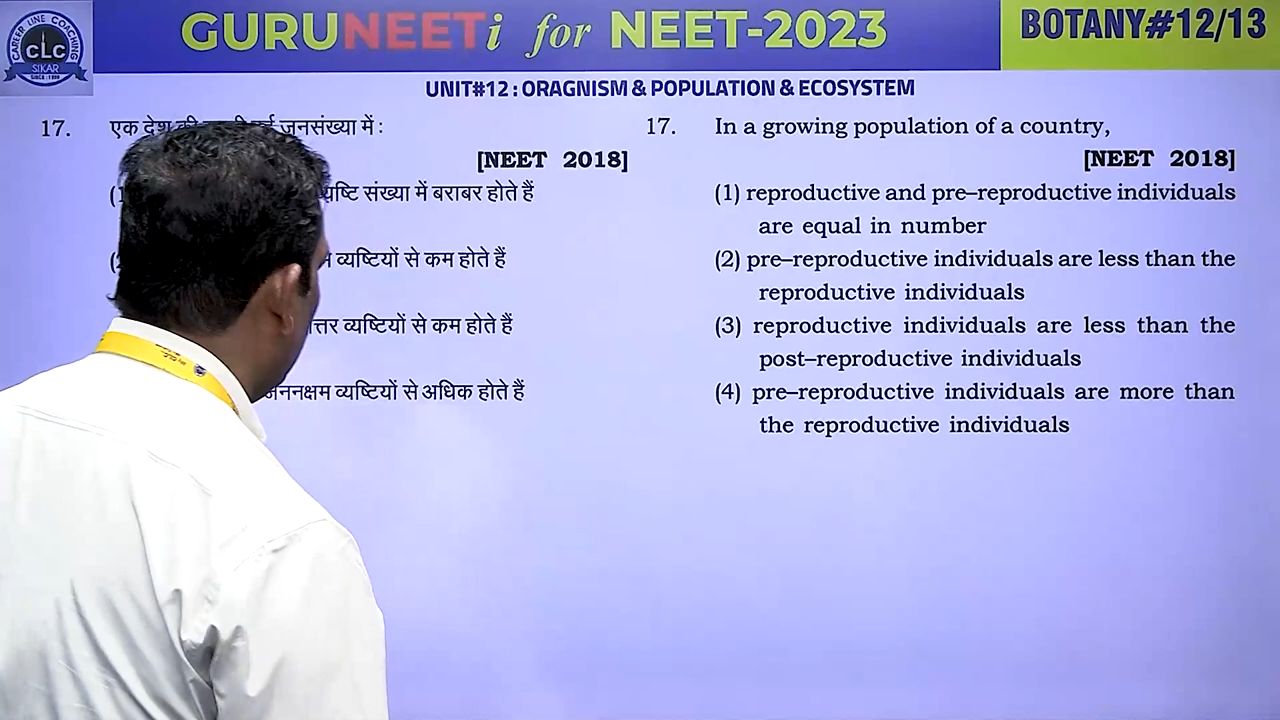 CAREER LINE COACHING
CLC
SIKAR
SINCE : 1996
GURUNEETi for NEET-2023
BOTANY#12/13
UNIT#12 : ORAGNISM & POPULATION & ECOSYSTEM
17. एक देश की जनसंख्या में :
[NEET 2018]
संख्या में बराबर होते हैं
व्यष्टियों से कम होते हैं
व्यष्टियों से कम होते हैं
व्यष्टियों से अधिक होते हैं
17. In a growing population of a country,
[NEET 2018]
(1) reproductive and pre–reproductive individuals
are equal in number
(2) pre–reproductive individuals are less than the
reproductive individuals
(3) reproductive individuals are less than the
post–reproductive individuals
(4) pre–reproductive individuals are more than
the reproductive individuals